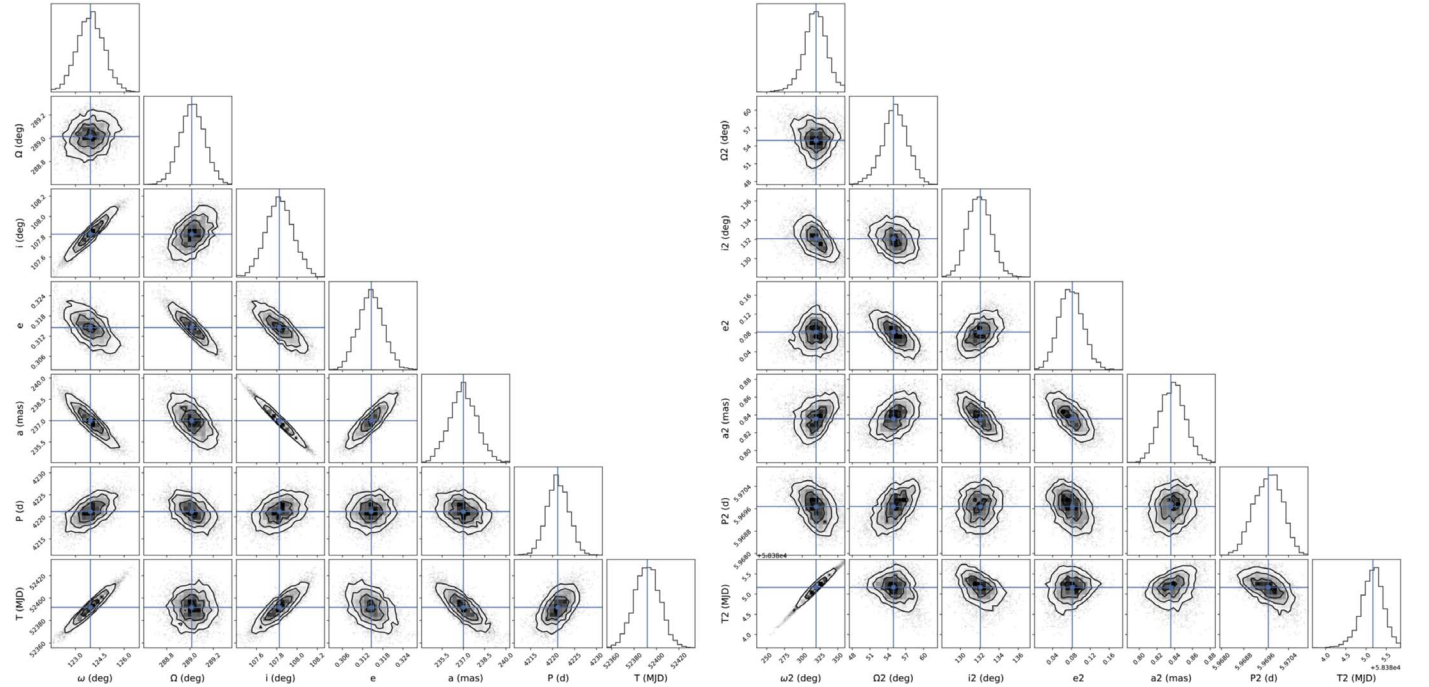 Ω (deg)
289.2
289.0
288.8
i (deg
108.2
108.0
107.8
107.6
e
0.324
0.318
0.312
0.306
a (mas)
240.0
238.5
237.0
235.5
P (d)
4230
4225
4220
4215
T (MJD)
52420
52400
52380
52360
123.0 124.5 126.0
288.8 289.0 289.2
107.6 107.8 108.0 108.2
0.306 0.312 0.318 0.324
235.5 237.0 238.5 240.0
4215 4220 4225 4230
52360 52380 52400 52420
ω (deg) Ω (deg) i (deg) e a (mas) P (d) T (MJD)
Ω2 (deg)
60
57
54
51
48
i2 (deg)
136
134
132
130
e2
0.16
0.12
0.08
0.04
a2 (mas)
0.88
0.86
0.84
0.82
0.80
P2 (d)
5.9704
5.9696
5.9688
5.9680
+5.838e4
T2 (MJD)
5.5
5.0
4.5
4.0
250 275 300 325 350
48 51 54 57 60
130 132 134 136
0.04 0.08 0.12 0.16
0.80 0.82 0.84 0.86 0.88
5.9680 5.9688 5.9696 5.9704
4.0 4.5 5.0 5.5
+5.838e4
ω2 (deg) Ω2 (deg) i2 (deg) e2 a2 (mas) P2 (d) T2 (MJD)